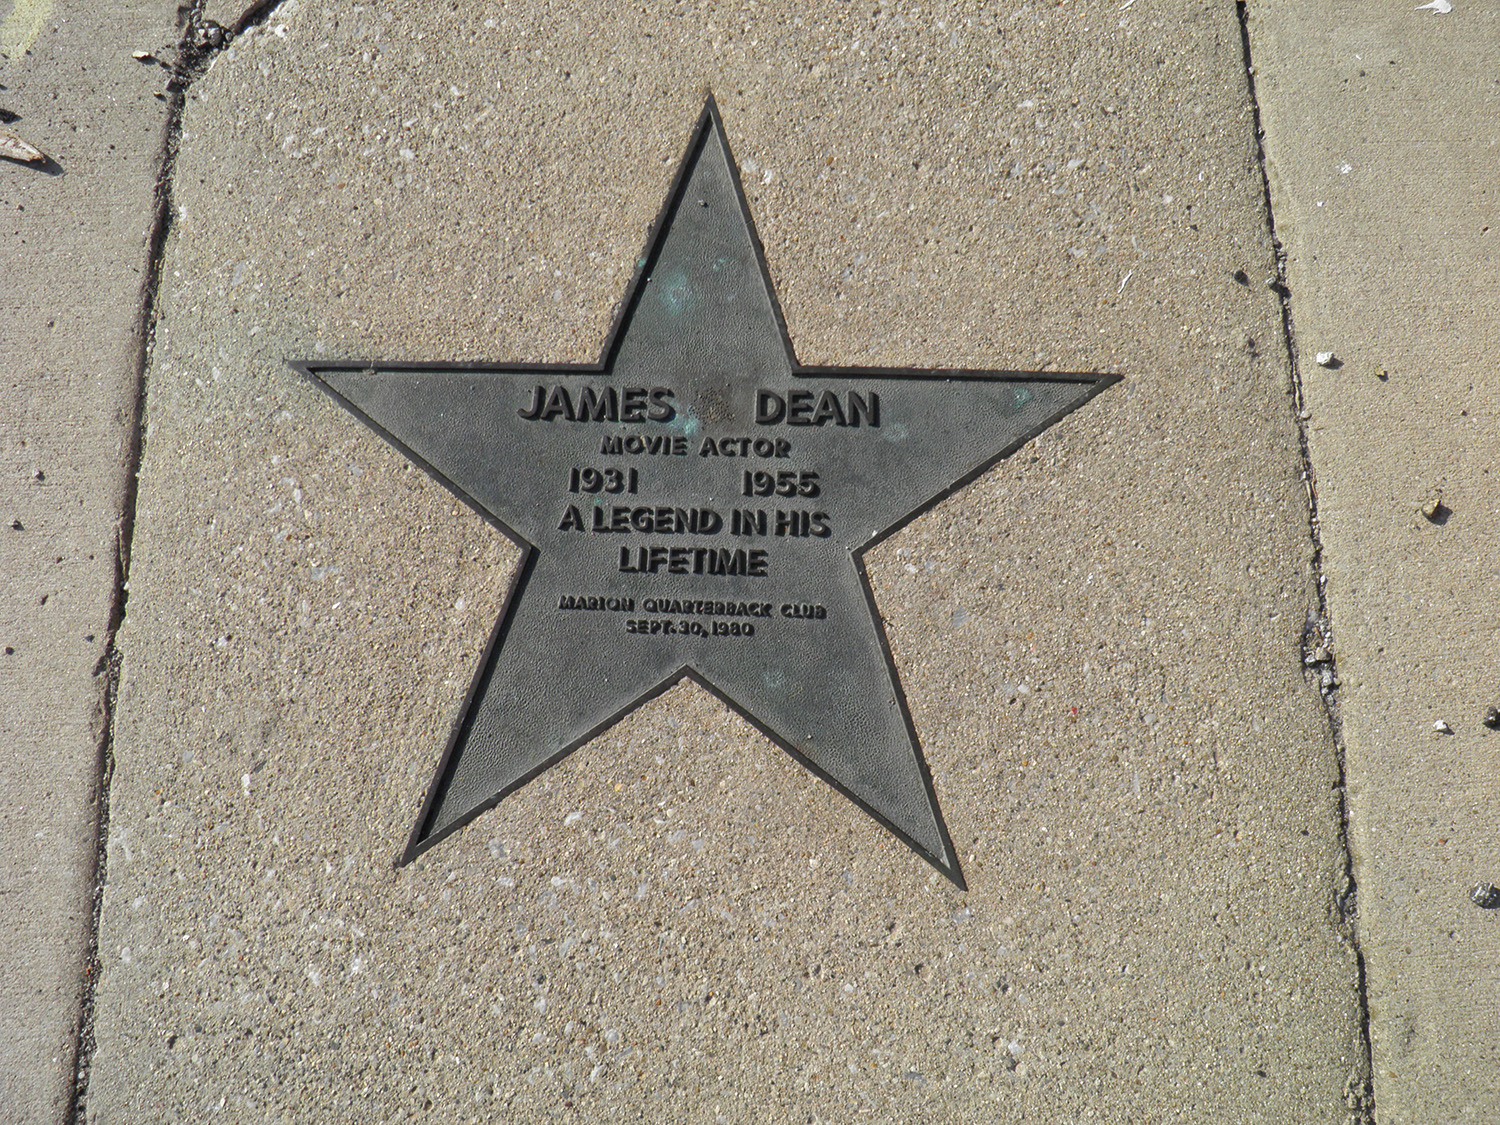 JAMES DEAN
MOVIE ACTOR
1931 1955
A LEGEND IN HIS
LIFETIME
MARION QUARTERBACK CLUB
SEPT. 30, 1980